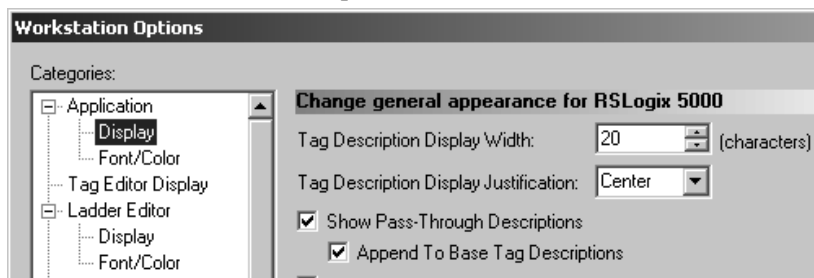 Workstation Options
Categories:
Application
Display
Font/Color
Tag Editor Display
Ladder Editor
Display
Font/Color
Change general appearance for RSLogix 5000
Tag Description Display Width: 20 (characters)
Tag Description Display Justification: Center
Show Pass-Through Descriptions
Append To Base Tag Descriptions